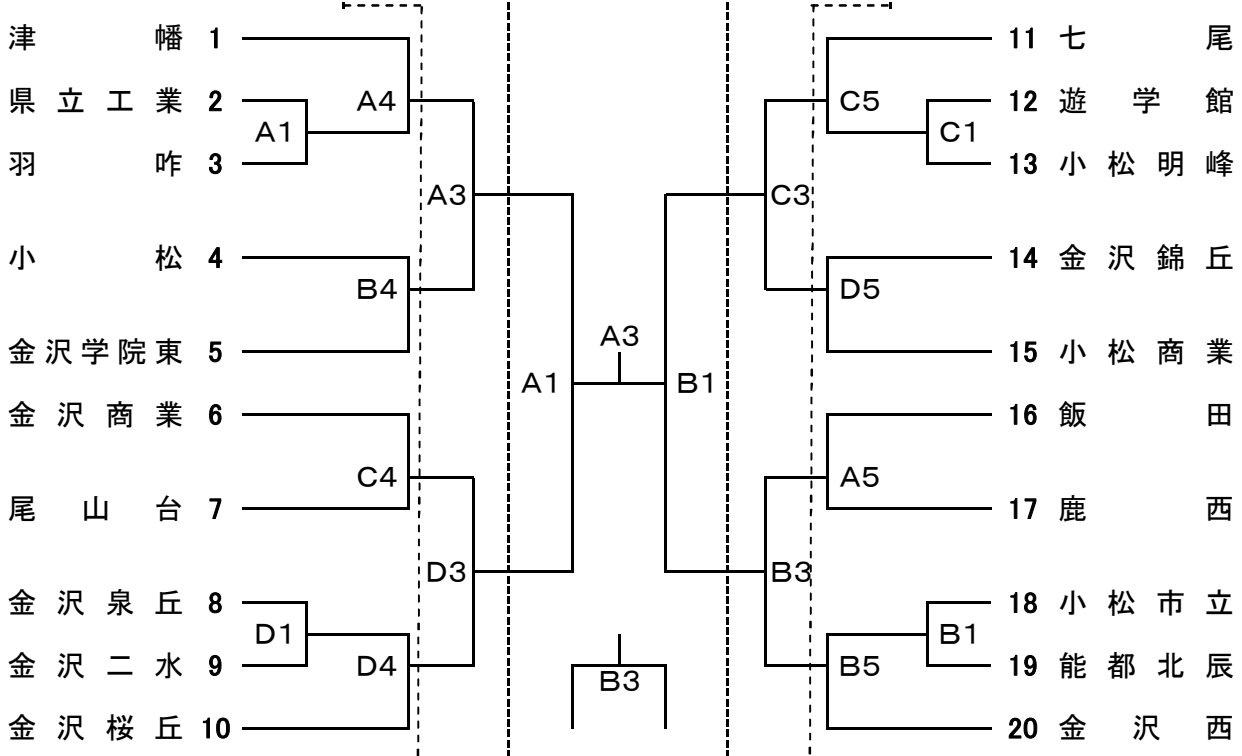 津幡 1
県立工業 2
羽咋 3
小松 4
金沢学院東 5
金沢商業 6
尾山台 7
金沢泉丘 8
金沢二水 9
金沢桜丘 10
A1
A4
B4
C4
D1
D4
A3
D3
A1
A3
B3
B1
C3
B3
C5
D5
A5
B5
C1
B1
11 七尾
12 遊学館
13 小松明峰
14 金沢錦丘
15 小松商業
16 飯田
17 鹿西
18 小松市立
19 能都北辰
20 金沢西